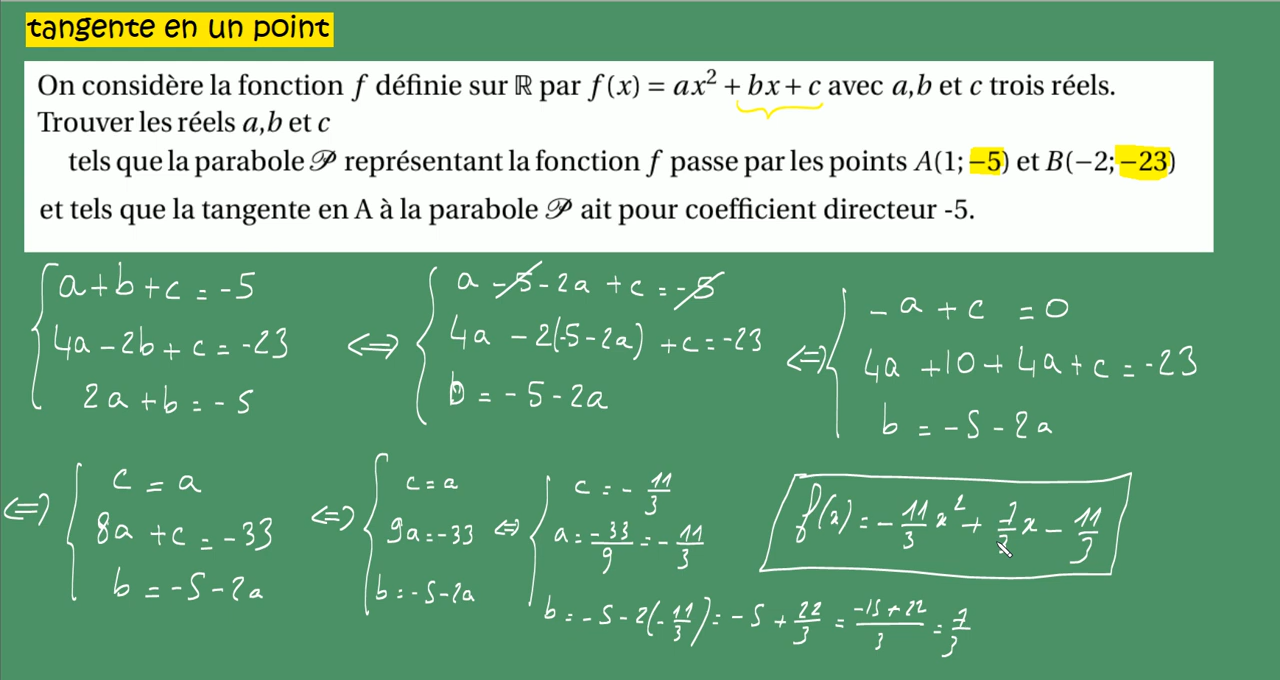 tangente en un point
On considère la fonction f définie sur ℝ par f(x) = ax² + bx + c avec a,b et c trois réels.
Trouver les réels a,b et c
tels que la parabole 𝒫 représentant la fonction f passe par les points A(1; −5) et B(−2; −23)
et tels que la tangente en A à la parabole 𝒫 ait pour coefficient directeur -5.
{ a + b + c = -5
4a - 2b + c = -23
2a + b = -5
⟺ { a - 5 - 2a + c = -5
4a - 2(-5 - 2a) + c = -23
b = -5 - 2a
⟺ { -a + c = 0
4a + 10 + 4a + c = -23
b = -5 - 2a
⟺ { c = a
8a + c = -33
b = -5 - 2a
⟺ { c = a
9a = -33
b = -5 - 2a
⟺ { c = -11/3
a = -33/9 = -11/3
b = -5 - 2(-11/3) = -5 + 22/3 = (-15 + 22)/3 = 7/3
f(x) = -11/3 x² + 7/3 x - 11/3